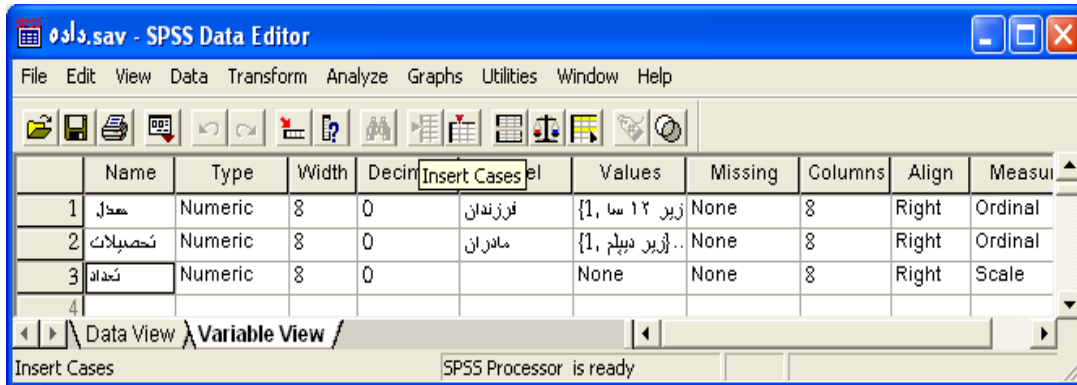 داده.sav - SPSS Data Editor
File Edit View Data Transform Analyze Graphs Utilities Window Help
Name Type Width Decim Insert Cases el Values Missing Columns Align Measur
1 معدل Numeric 8 0 فرزندان {1, زیر ۱۲ سا None 8 Right Ordinal
2 تحصیلات Numeric 8 0 مادران {1, زیر دیپلم}... None 8 Right Ordinal
3 تعداد Numeric 8 0 None None 8 Right Scale
4
Data View Variable View
Insert Cases SPSS Processor is ready